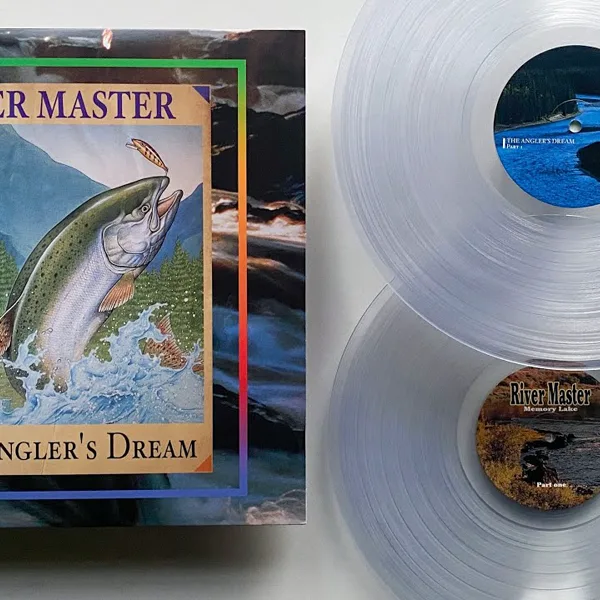 ER MASTER
NGLER'S DREAM
THE ANGLER'S DREAM
PART 1
River Master
Memory Lake
Part one